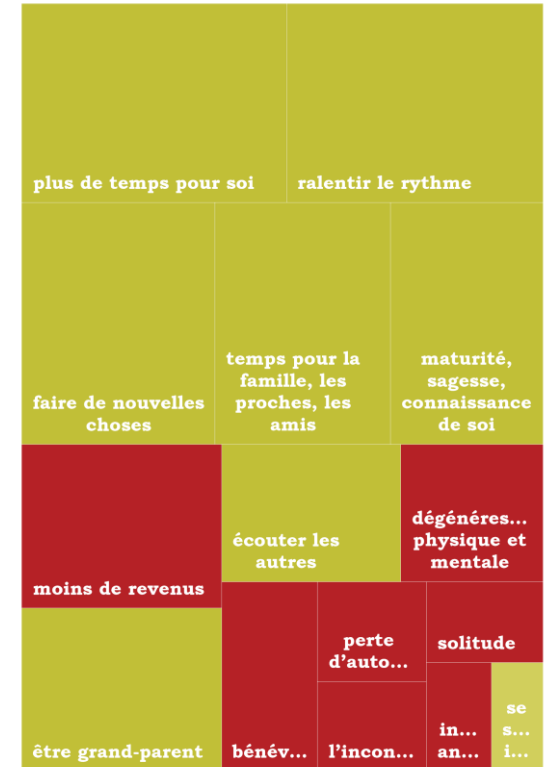 plus de temps pour soi
ralentir le rythme
faire de nouvelles
choses
temps pour la
famille, les
proches, les
amis
maturité,
sagesse,
connaissance
de soi
moins de revenus
écouter les
autres
dégénéres...
physique et
mentale
être grand-parent
bénév...
perte
d'auto...
l'incon...
solitude
in...
an...
se
s...
i...